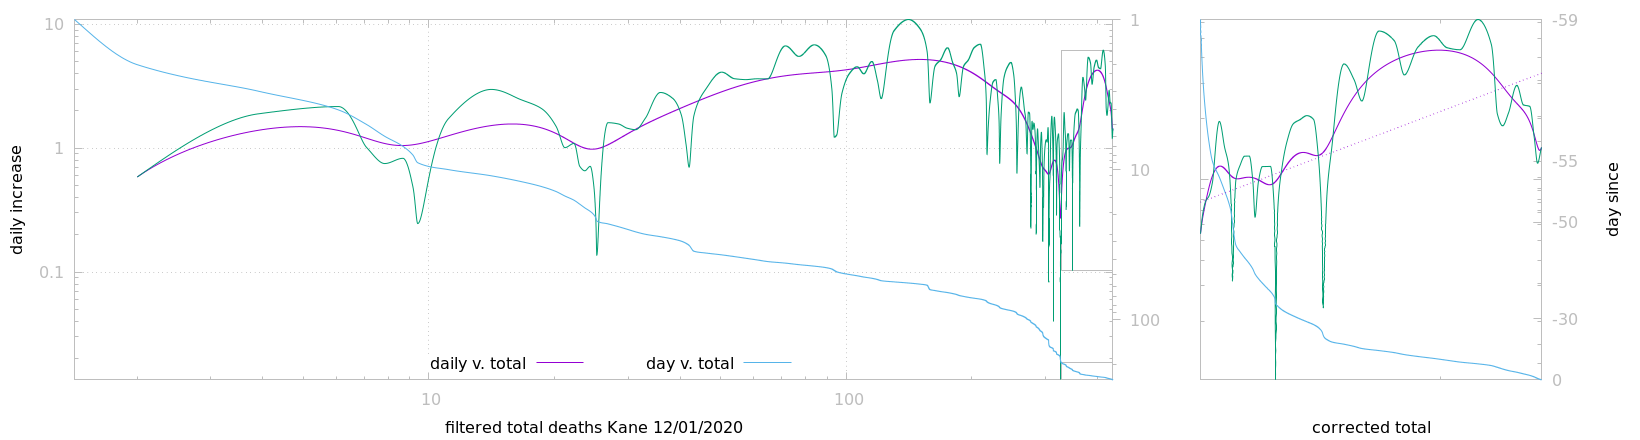 10
1
0.1
daily increase
10
100
1
10
100
daily v. total
day v. total
filtered total deaths Kane 12/01/2020
-59
-55
-50
-30
0
day since
corrected total